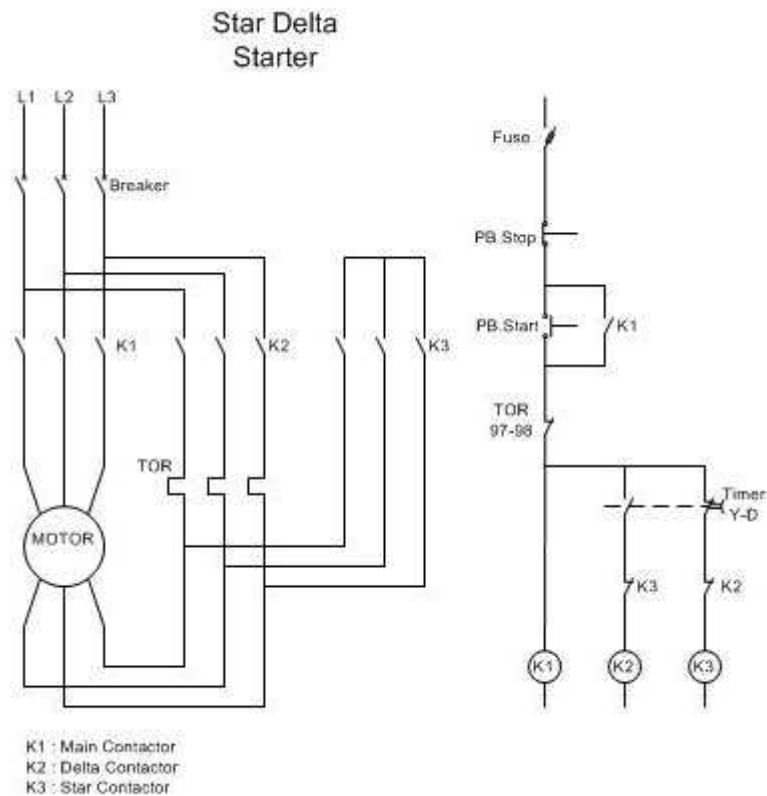 Star Delta
Starter
L1 L2 L3
Fuse
Breaker
PB.Stop
K1 K2 K3
PB.Start K1
TOR
97-98
TOR
Timer
Y-D
MOTOR
K3 K2
K1 K2 K3
K1 : Main Contactor
K2 : Delta Contactor
K3 : Star Contactor